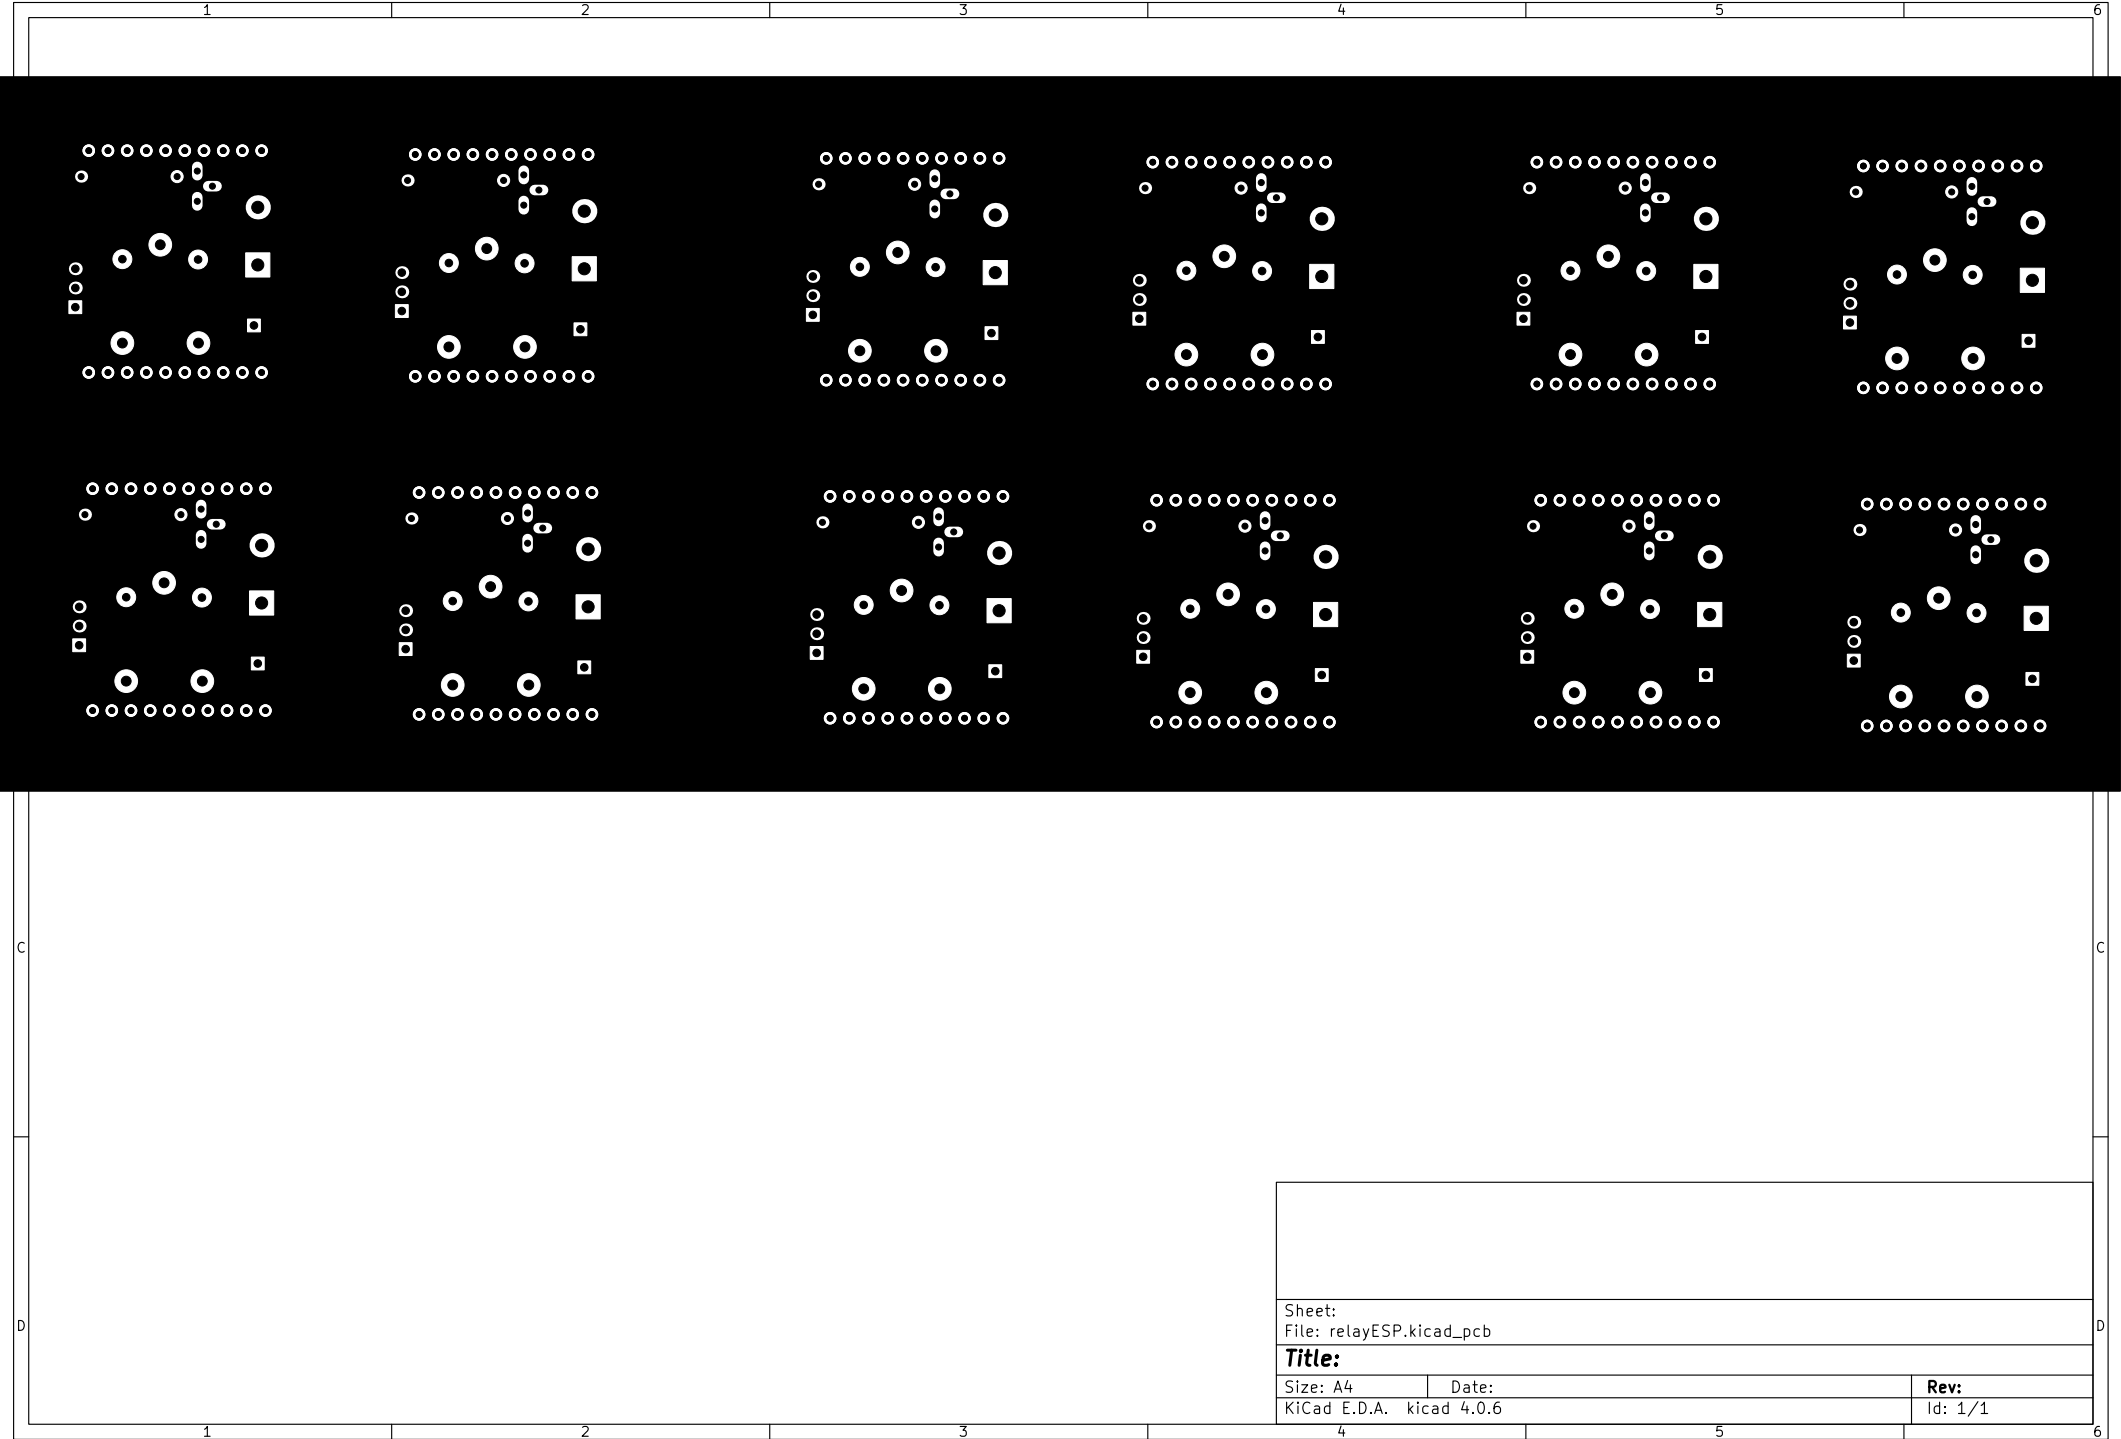 1 2 3 4 5 6
C C
D D
Sheet:
File: relayESP.kicad_pcb
Title:
Size: A4 Date: Rev:
KiCad E.D.A. kicad 4.0.6 Id: 1/1
1 2 3 4 5 6